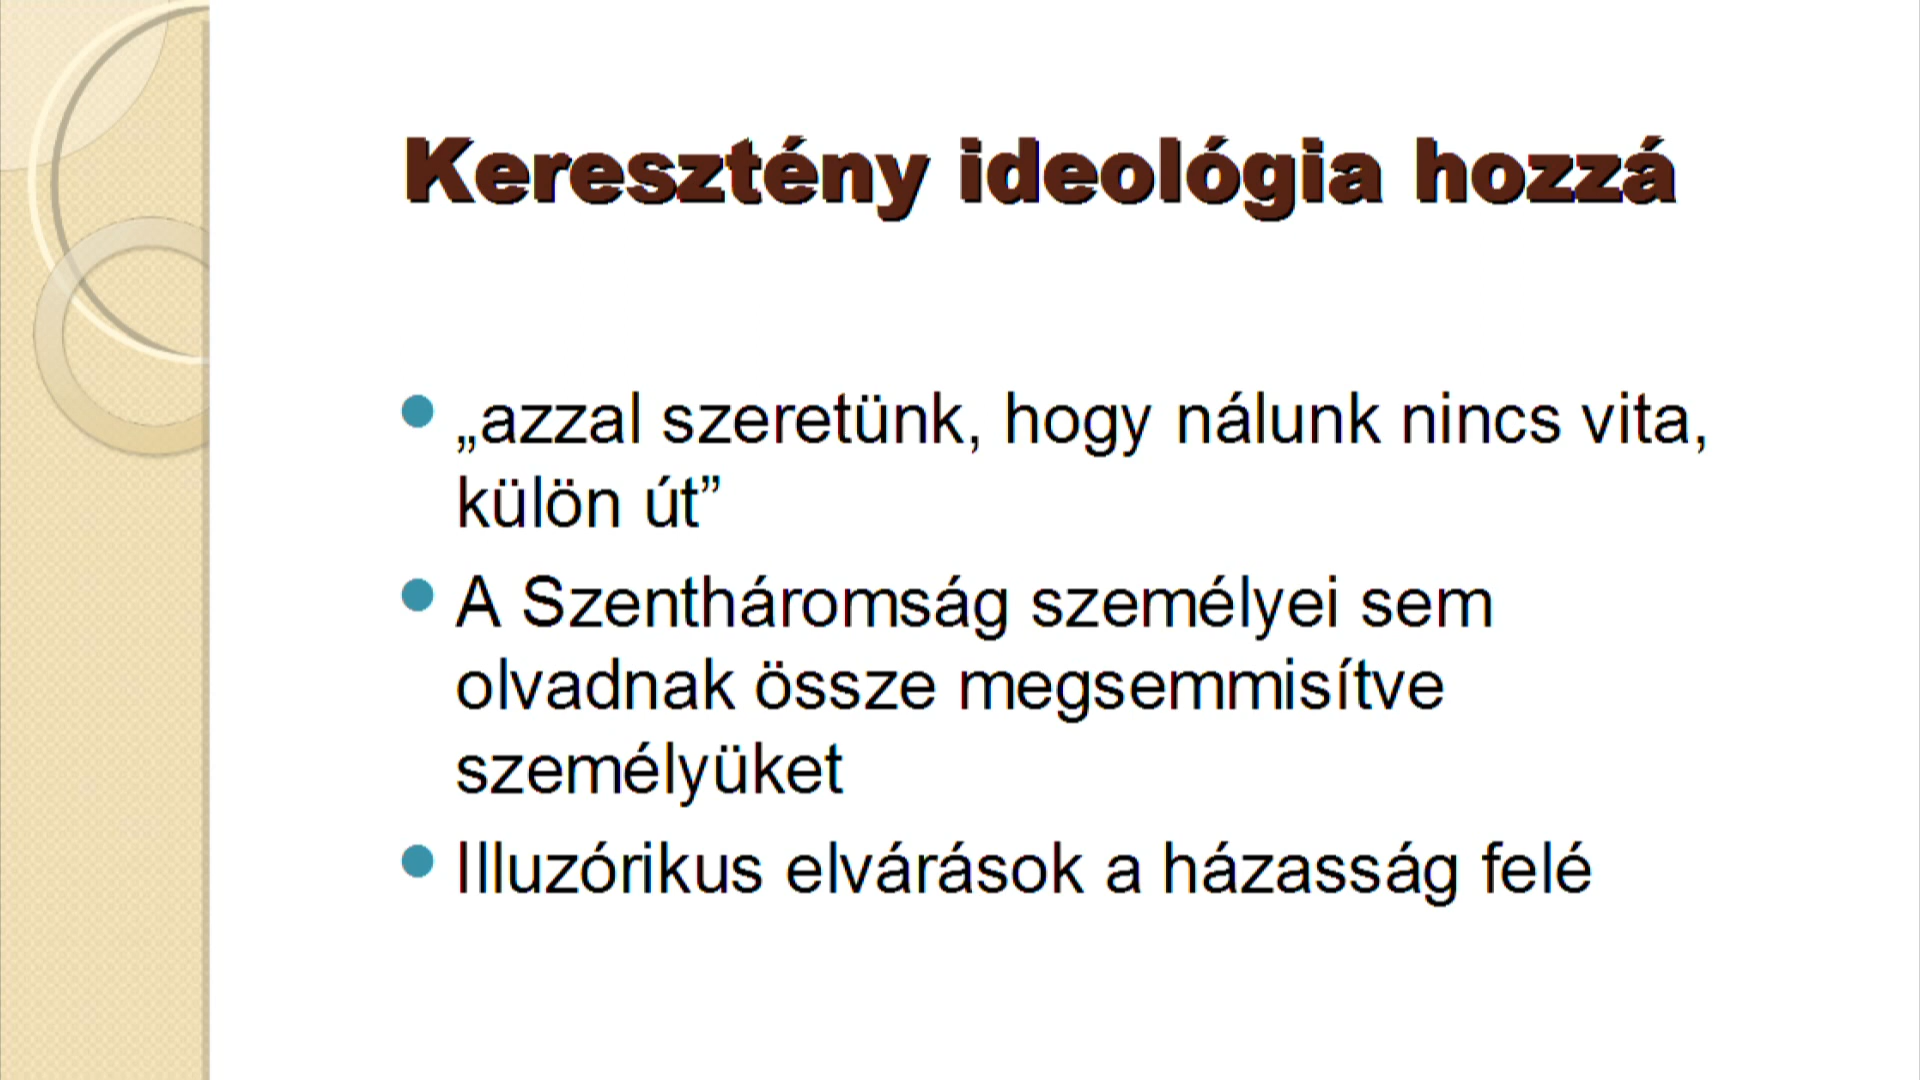 Keresztény ideológia hozzá
„azzal szeretünk, hogy nálunk nincs vita,
külön út”
A Szentháromság személyei sem
olvadnak össze megsemmisítve
személyüket
Illuzórikus elvárások a házasság felé